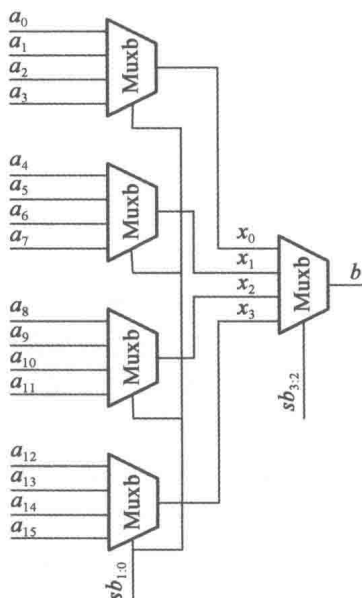 a₀
a₁
a₂
a₃
Muxb
a₄
a₅
a₆
a₇
Muxb
a₈
a₉
a₁₀
a₁₁
Muxb
a₁₂
a₁₃
a₁₄
a₁₅
Muxb
sb₁:₀
x₀
x₁
x₂
x₃
Muxb
b
sb₃:₂